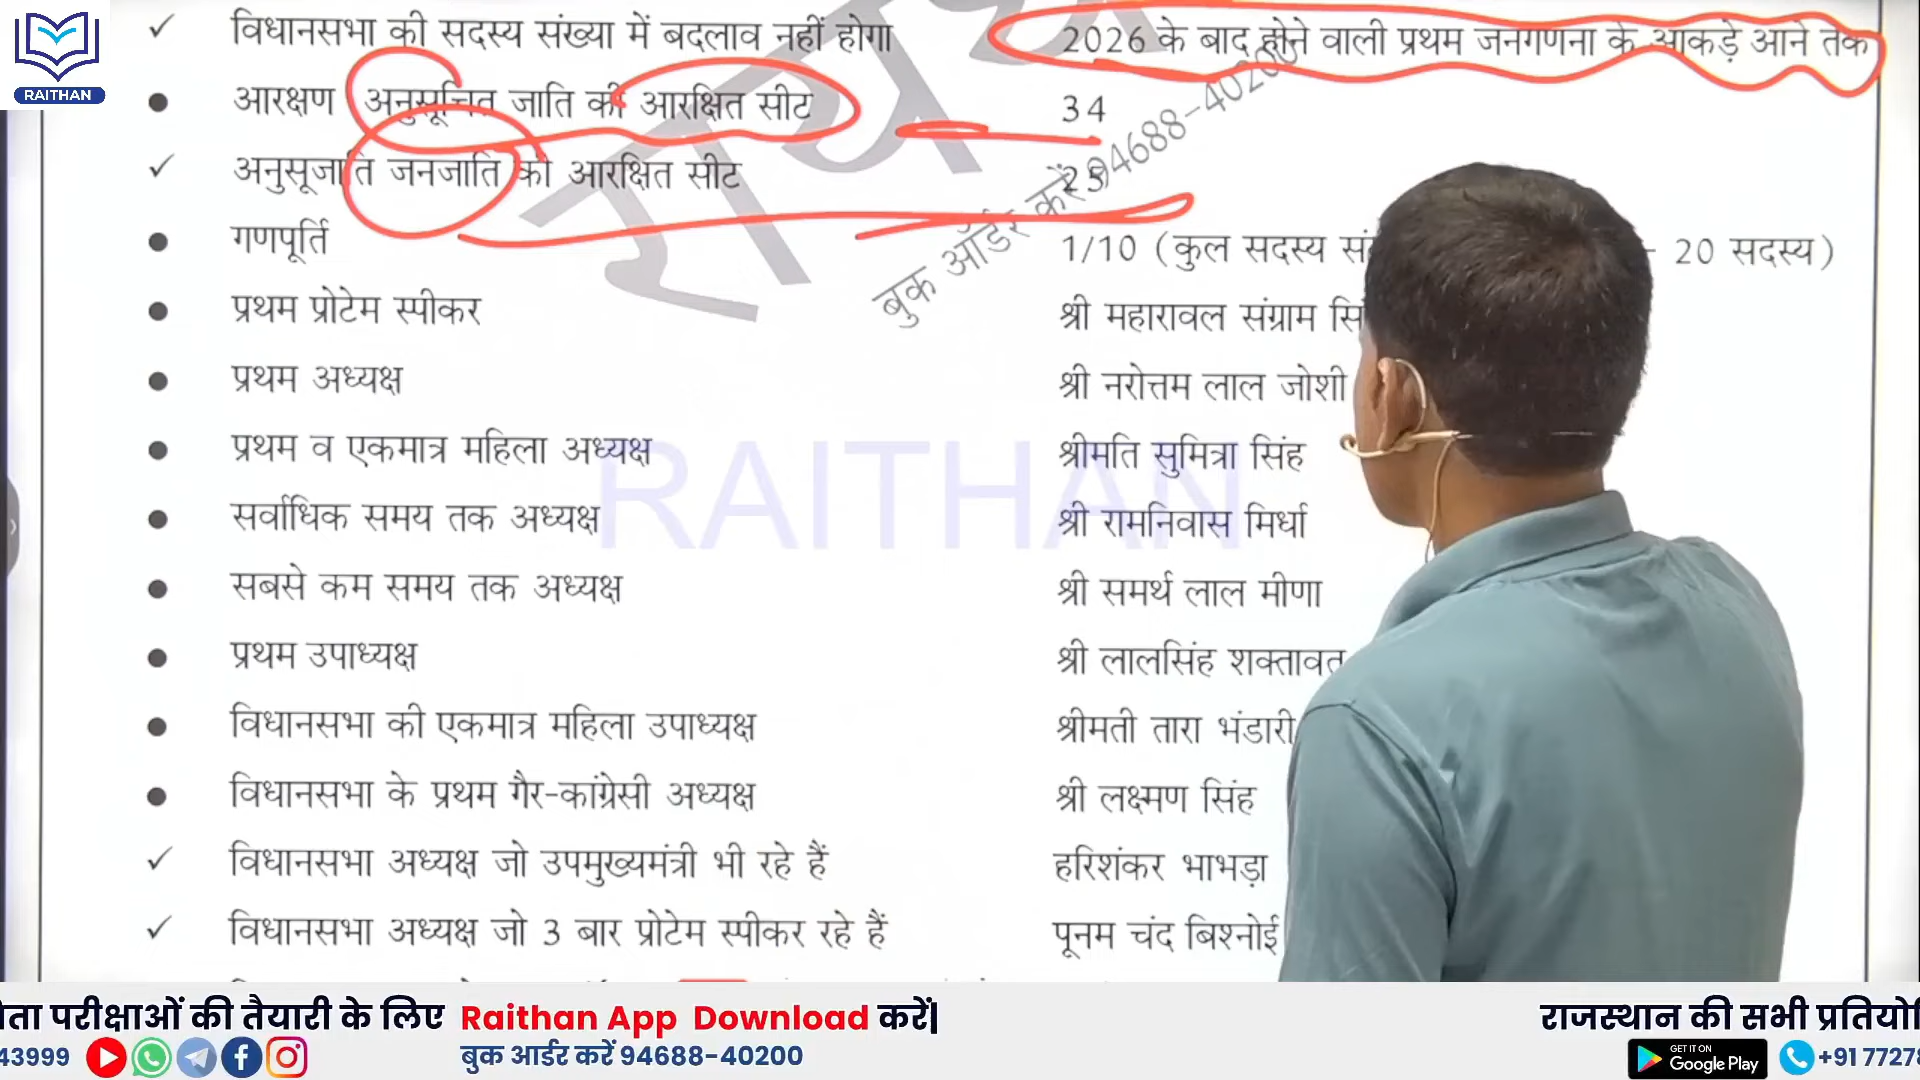 RAITHAN
विधानसभा की सदस्य संख्या में बदलाव नहीं होगा 2026 के बाद होने वाली प्रथम जनगणना के आकड़े आने तक
आरक्षण अनुसूचित जाति की आरक्षित सीट 34
अनुसूजाति जनजाति की आरक्षित सीट 25
गणपूर्ति 1/10 (कुल सदस्य - 20 सदस्य)
प्रथम प्रोटेम स्पीकर श्री महारावल संग्राम
प्रथम अध्यक्ष श्री नरोत्तम लाल जोशी
प्रथम व एकमात्र महिला अध्यक्ष श्रीमति सुमित्रा सिंह
सर्वाधिक समय तक अध्यक्ष श्री रामनिवास मिर्धा
सबसे कम समय तक अध्यक्ष श्री समर्थ लाल मीणा
प्रथम उपाध्यक्ष श्री लालसिंह शक्तावत
विधानसभा की एकमात्र महिला उपाध्यक्ष श्रीमती तारा भंडारी
विधानसभा के प्रथम गैर-कांग्रेसी अध्यक्ष श्री लक्ष्मण सिंह
विधानसभा अध्यक्ष जो उपमुख्यमंत्री भी रहे हैं हरिशंकर भाभड़ा
विधानसभा अध्यक्ष जो 3 बार प्रोटेम स्पीकर रहे हैं पूनम चंद बिश्नोई
बुक ऑर्डर करें 94688-40200
RAITHAN
परीक्षाओं की तैयारी के लिए Raithan App Download करें| राजस्थान की सभी
43999 बुक ऑर्डर करें 94688-40200 GET IT ON Google Play +91 7727